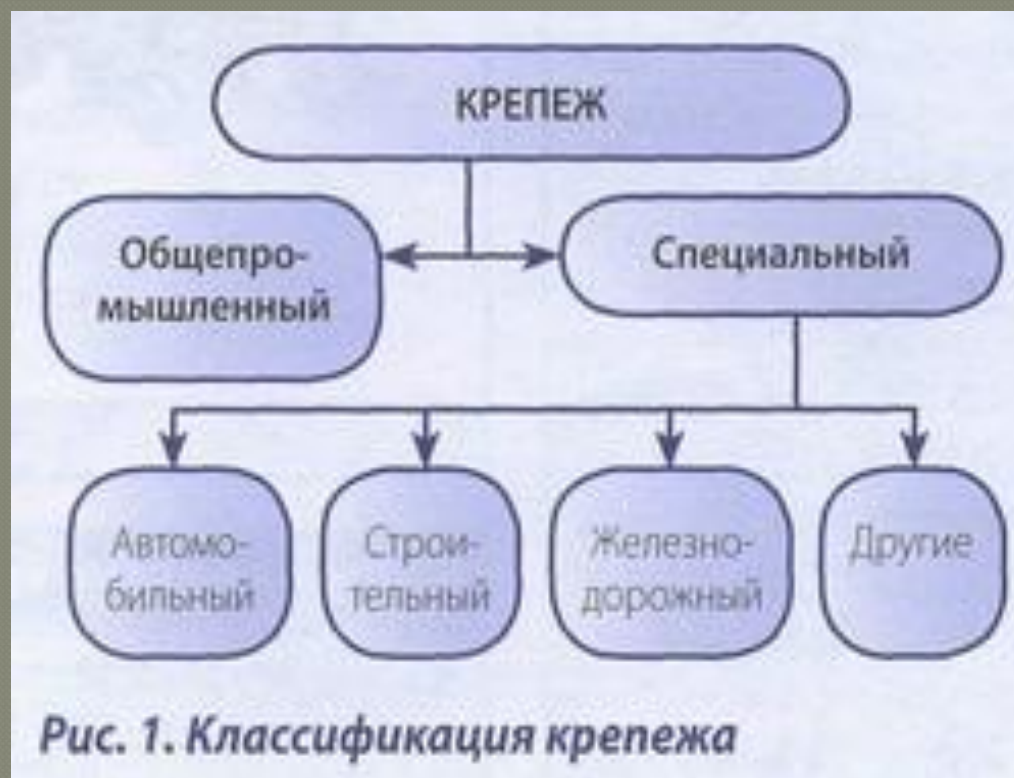 КРЕПЕЖ
Общепро-
мышленный
Специальный
Автомо-
бильный
Строи-
тельный
Железно-
дорожный
Другие
Рис. 1. Классификация крепежа